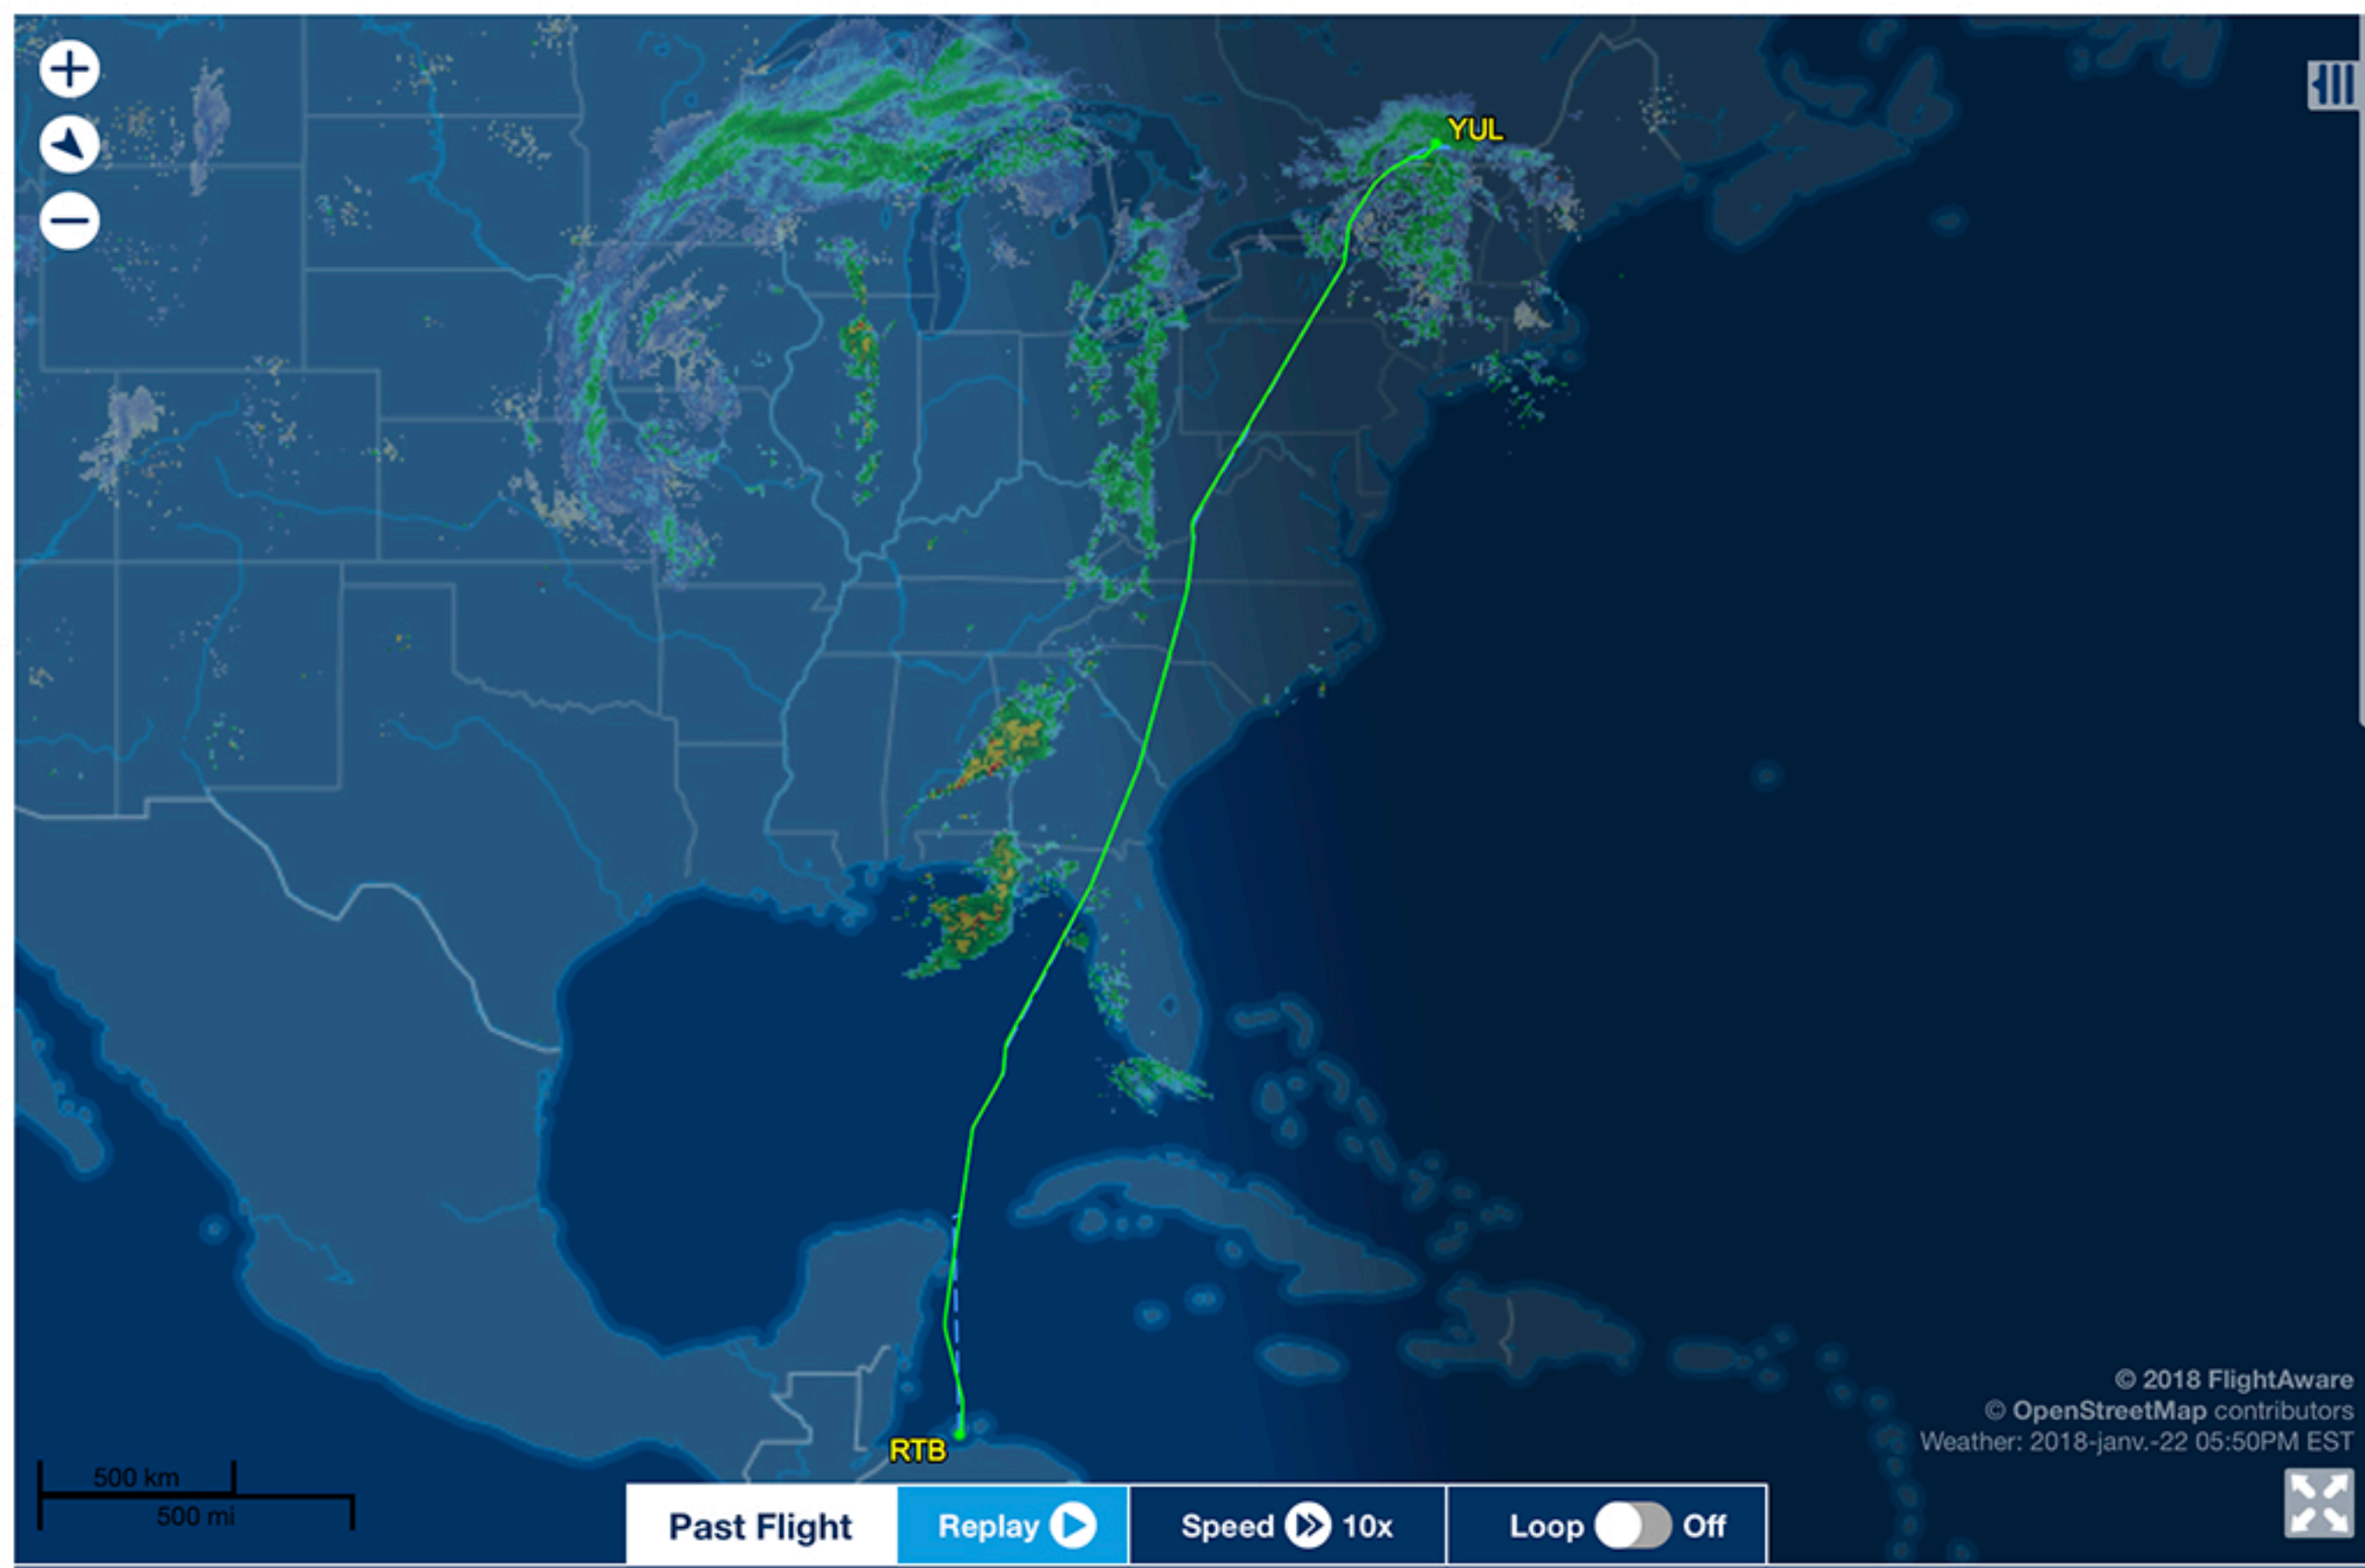 YUL
RTB
© 2018 FlightAware
© OpenStreetMap contributors
Weather: 2018-janv.-22 05:50PM EST
500 km
500 mi
Past Flight
Replay
Speed 10x
Loop Off